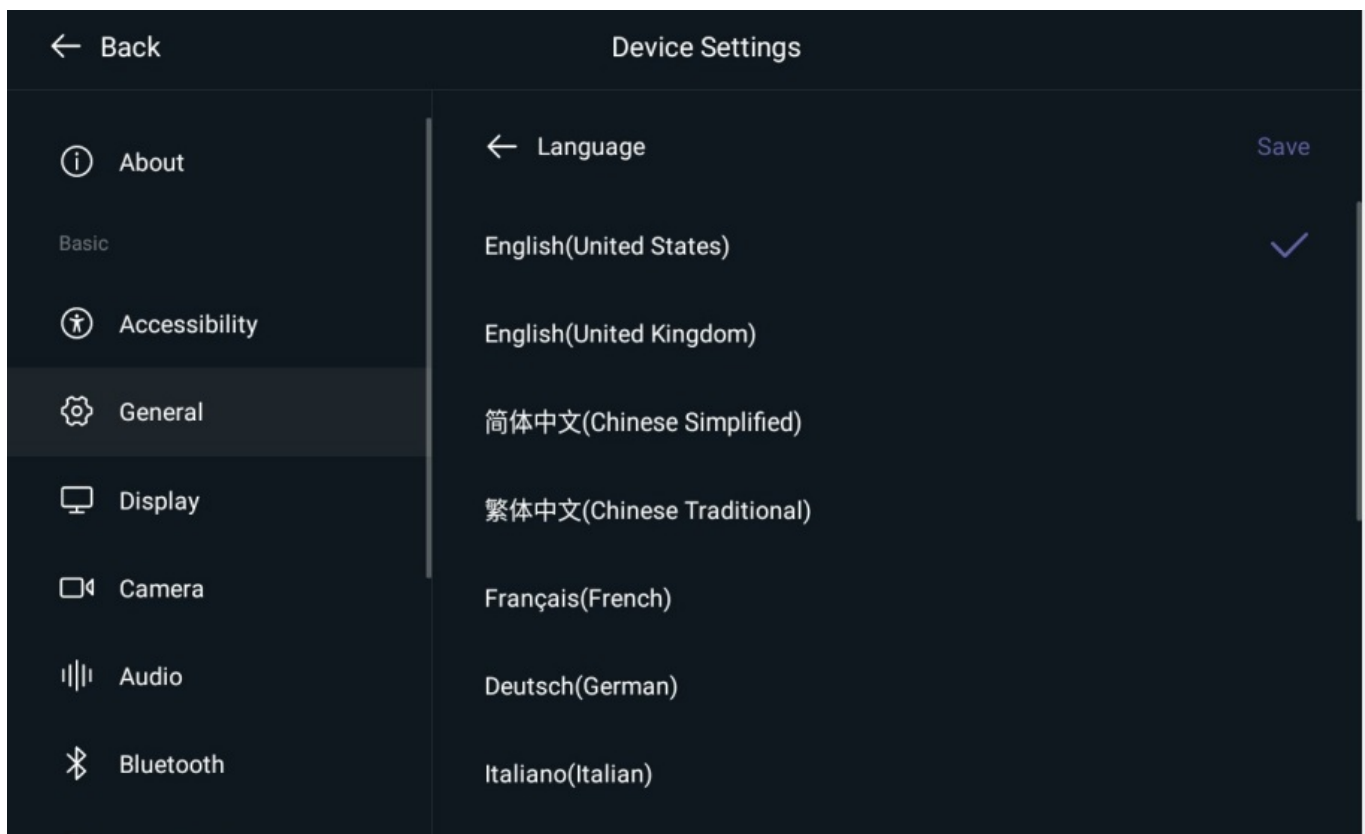 Back
Device Settings
About
Basic
Accessibility
General
Display
Camera
Audio
Bluetooth
Language
Save
English(United States)
English(United Kingdom)
简体中文(Chinese Simplified)
繁体中文(Chinese Traditional)
Français(French)
Deutsch(German)
Italiano(Italian)